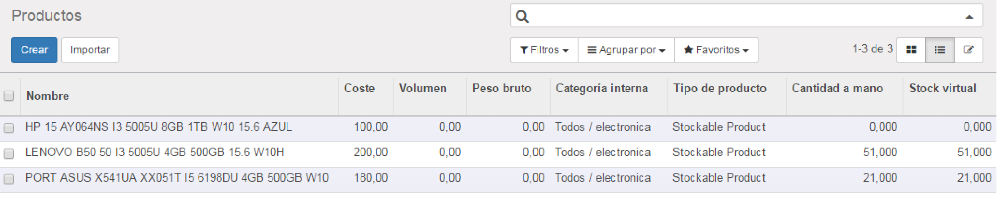 Productos
Crear Importar Filtros Agrupar por Favoritos 1-3 de 3
Nombre Coste Volumen Peso bruto Categoría interna Tipo de producto Cantidad a mano Stock virtual
HP 15 AY064NS I3 5005U 8GB 1TB W10 15.6 AZUL 100,00 0,00 0,00 Todos / electronica Stockable Product 0,000 0,000
LENOVO B50 50 I3 5005U 4GB 500GB 15.6 W10H 200,00 0,00 0,00 Todos / electronica Stockable Product 51,000 51,000
PORT ASUS X541UA XX051T I5 6198DU 4GB 500GB W10 180,00 0,00 0,00 Todos / electronica Stockable Product 21,000 21,000